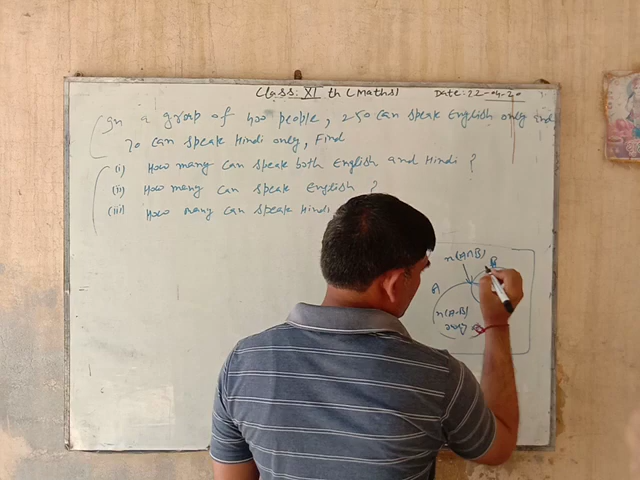 Class: XI th (Maths) Date: 22-04-20
In a group of 400 people, 250 can speak English only and
70 can speak Hindi only, Find
(i) How many can speak both English and Hindi ?
(ii) How many can speak English ?
(iii) How many can speak Hindi
n(A∩B)
B
A
n(A-B)
only